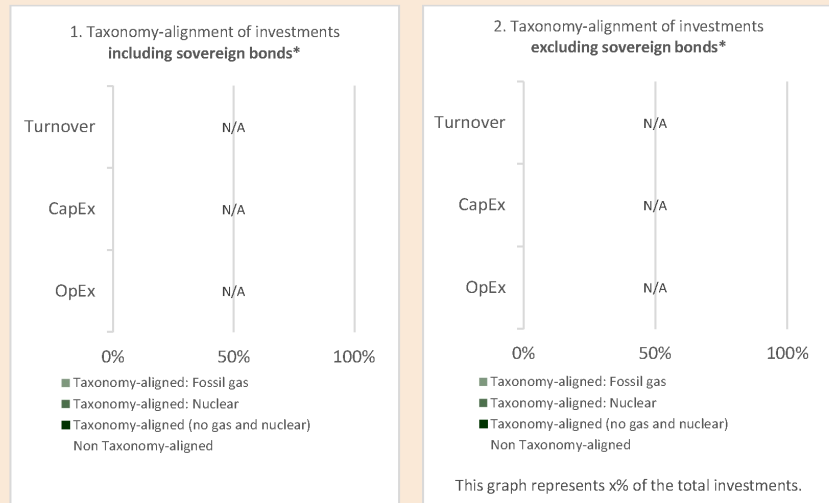 1. Taxonomy-alignment of investments
including sovereign bonds*
Turnover
N/A
CapEx
N/A
OpEx
N/A
0%
50%
100%
Taxonomy-aligned: Fossil gas
Taxonomy-aligned: Nuclear
Taxonomy-aligned (no gas and nuclear)
Non Taxonomy-aligned
2. Taxonomy-alignment of investments
excluding sovereign bonds*
Turnover
N/A
CapEx
N/A
OpEx
N/A
0%
50%
100%
Taxonomy-aligned: Fossil gas
Taxonomy-aligned: Nuclear
Taxonomy-aligned (no gas and nuclear)
Non Taxonomy-aligned
This graph represents x% of the total investments.